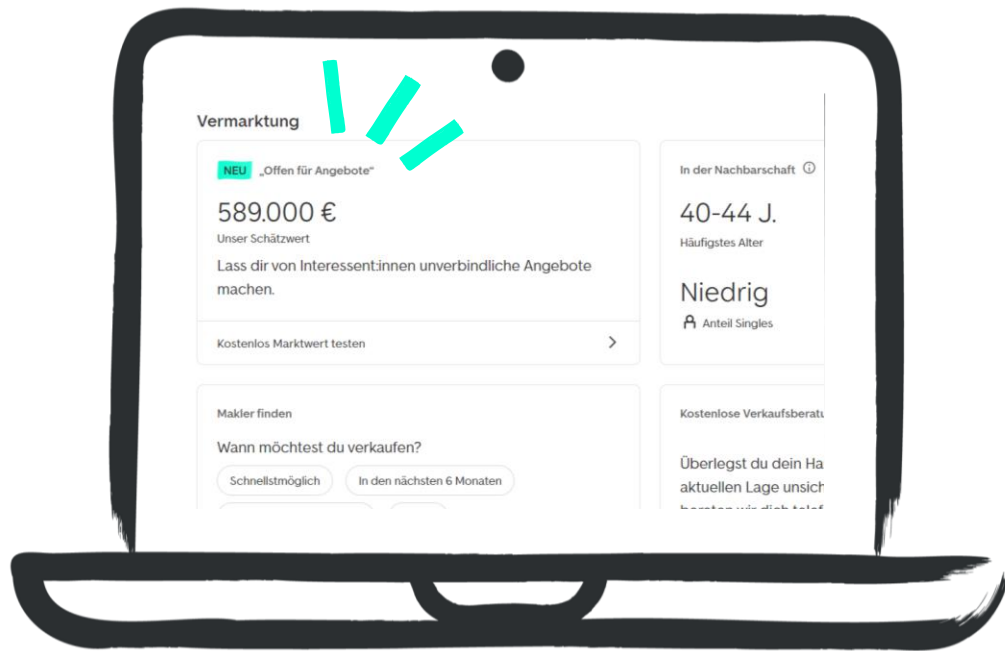 Vermarktung
NEU „Offen für Angebote“
589.000 €
Unser Schätzwert
Lass dir von Interessent:innen unverbindliche Angebote
machen.
Kostenlos Marktwert testen
In der Nachbarschaft
40-44 J.
Häufigstes Alter
Niedrig
Anteil Singles
Makler finden
Wann möchtest du verkaufen?
Schnellstmöglich
In den nächsten 6 Monaten
Kostenlose Verkaufsberatu
Überlegst du dein Ha
aktuellen Lage unsich